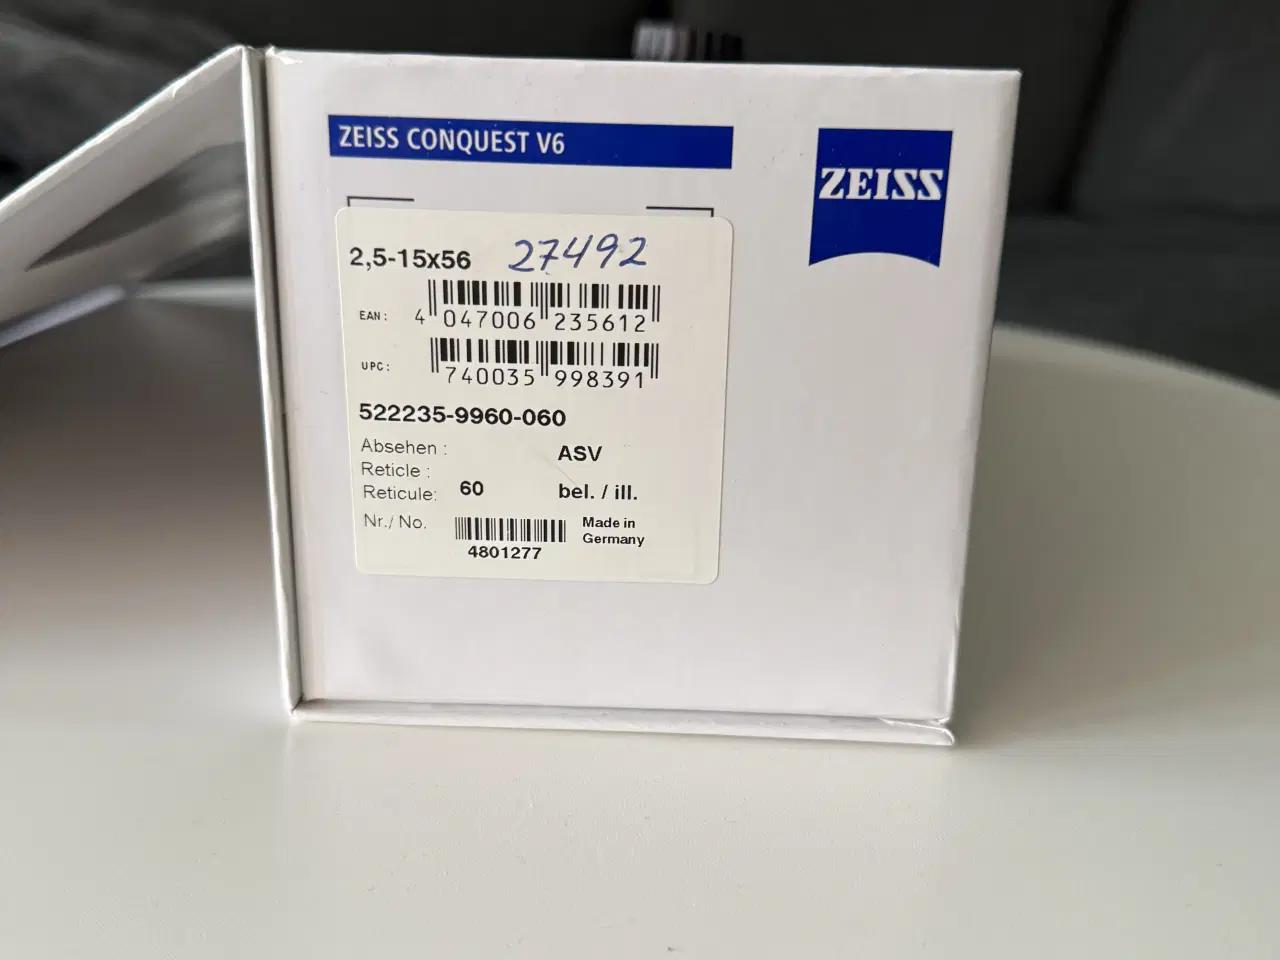 ZEISS CONQUEST V6
ZEISS
2,5-15x56 27492
EAN: 4 047006 235612
UPC: 740035 998391
522235-9960-060
Absehen : ASV
Reticle :
Reticule: 60 bel. / ill.
Nr./ No. Made in
Germany
4801277